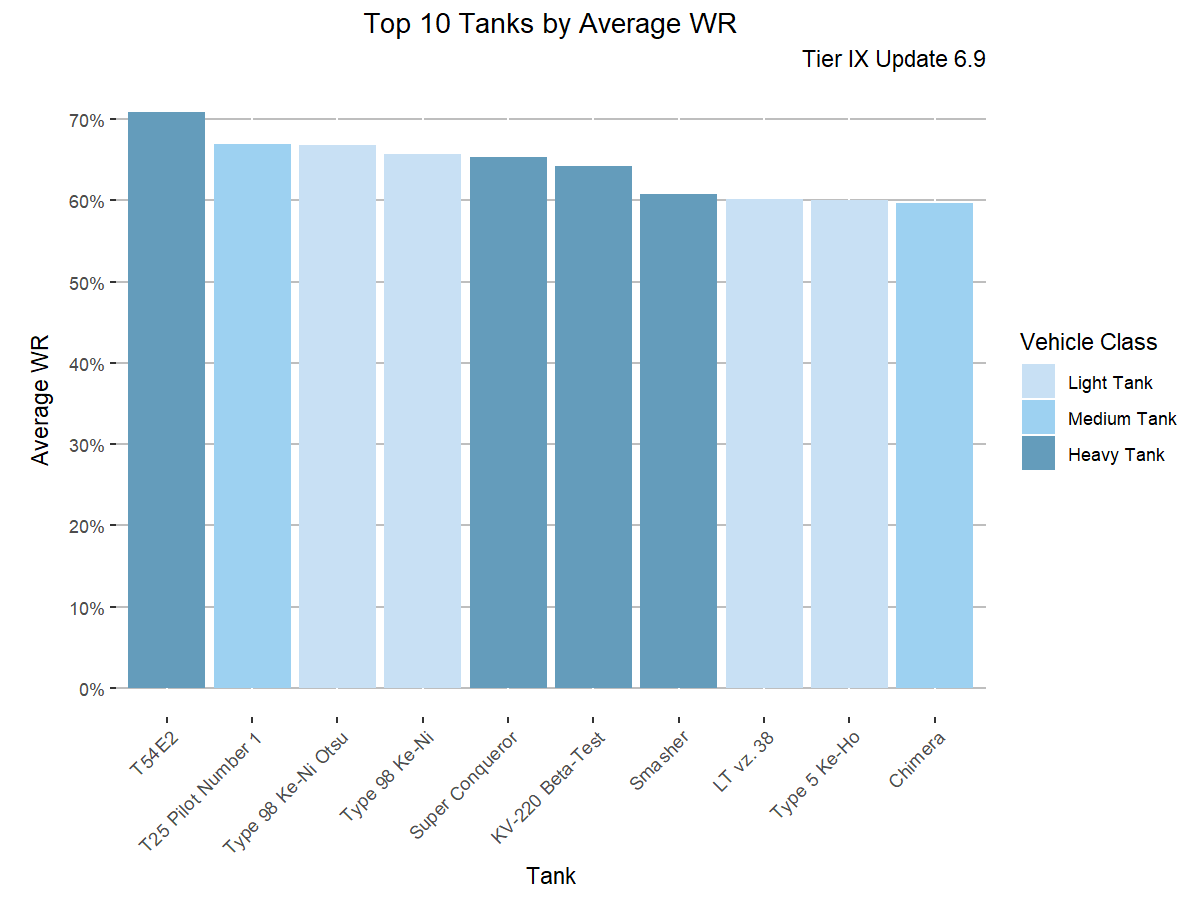 Top 10 Tanks by Average WR
Tier IX Update 6.9
Average WR
70%
60%
50%
40%
30%
20%
10%
0%
T54E2
T25 Pilot Number 1
Type 98 Ke-Ni Otsu
Type 98 Ke-Ni
Super Conqueror
KV-220 Beta-Test
Smasher
LT vz. 38
Type 5 Ke-Ho
Chimera
Tank
Vehicle Class
Light Tank
Medium Tank
Heavy Tank